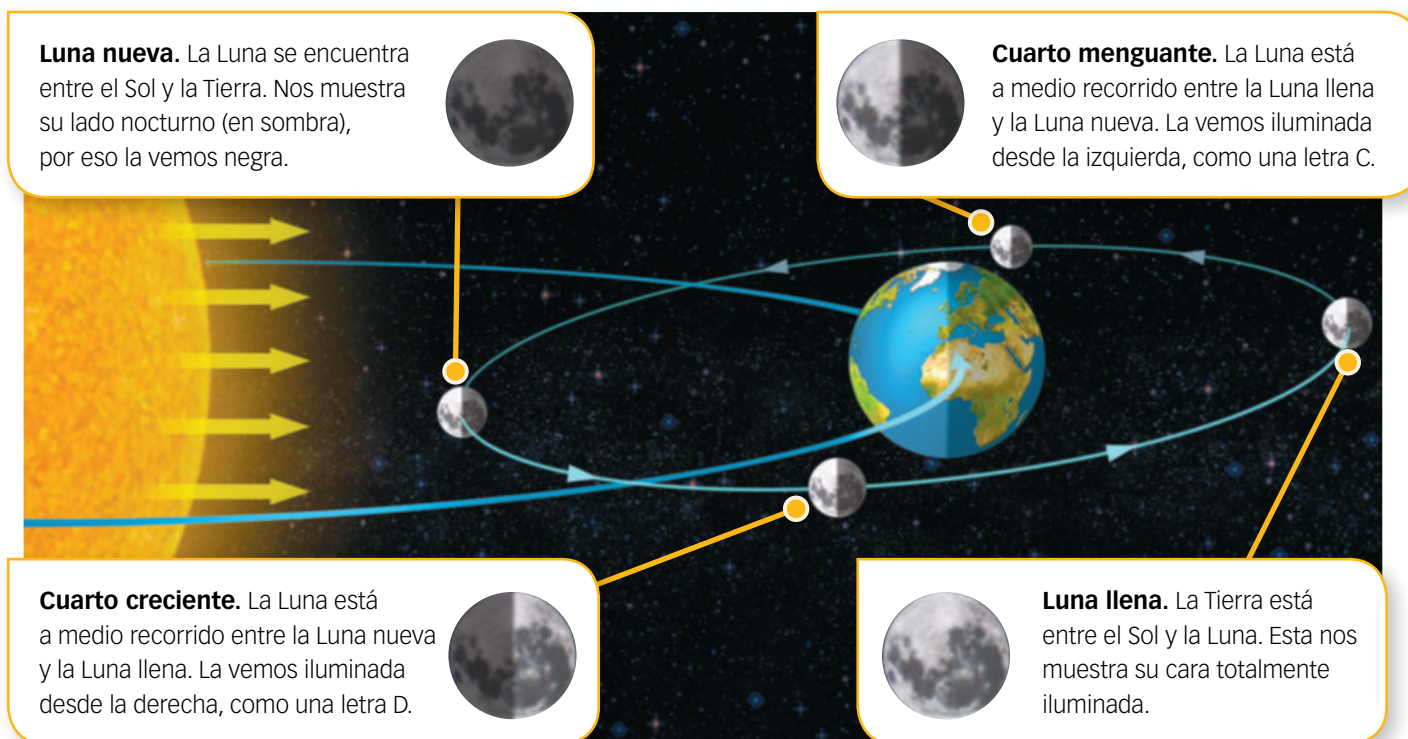 Luna nueva. La Luna se encuentra
entre el Sol y la Tierra. Nos muestra
su lado nocturno (en sombra),
por eso la vemos negra.
Cuarto menguante. La Luna está
a medio recorrido entre la Luna llena
y la Luna nueva. La vemos iluminada
desde la izquierda, como una letra C.
Cuarto creciente. La Luna está
a medio recorrido entre la Luna nueva
y la Luna llena. La vemos iluminada
desde la derecha, como una letra D.
Luna llena. La Tierra está
entre el Sol y la Luna. Esta nos
muestra su cara totalmente
iluminada.